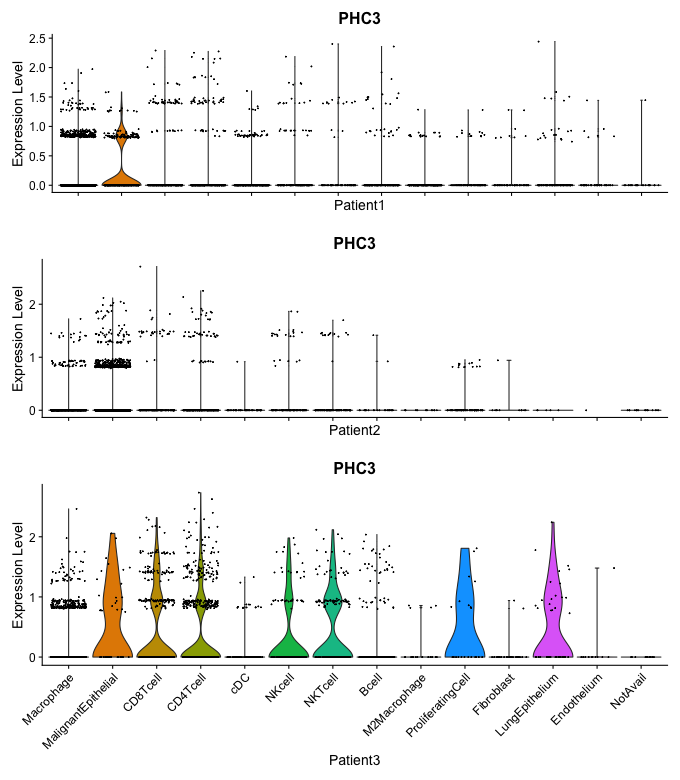 PHC3
Expression Level
2.5
2.0
1.5
1.0
0.5
0.0
Patient1
PHC3
Expression Level
2
1
0
Patient2
PHC3
Expression Level
2
1
0
Macrophage
MalignantEpithelial
CD8Tcell
CD4Tcell
cDC
NKcell
NKTcell
Bcell
M2Macrophage
ProliferatingCell
Fibroblast
LungEpithelium
Endothelium
NotAvail
Patient3